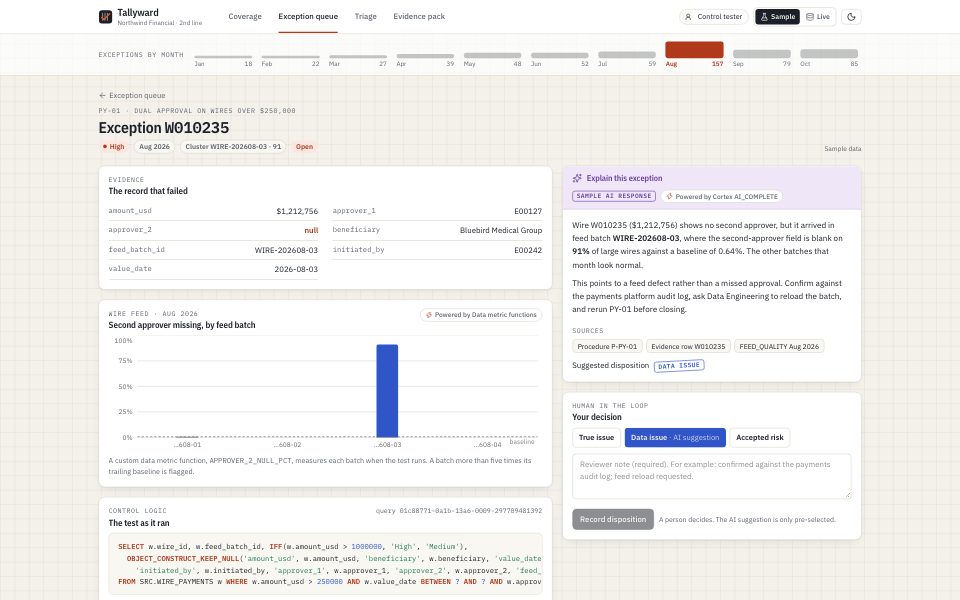 Tallyward
Northwind Financial · 2nd line
Coverage
Exception queue
Triage
Evidence pack
Control tester
Sample
Live
EXCEPTIONS BY MONTH
Jan 18
Feb 22
Mar 27
Apr 39
May 48
Jun 52
Jul 59
Aug 157
Sep 79
Oct 85
← Exception queue
PY-01 · DUAL APPROVAL ON WIRES OVER $250,000
Exception W010235
High
Aug 2026
Cluster WIRE-202608-03 · 91
Open
Sample data
EVIDENCE
The record that failed
amount_usd $1,212,756
approver_1 E00127
approver_2 null
beneficiary Bluebird Medical Group
feed_batch_id WIRE-202608-03
initiated_by E00242
value_date 2026-08-03
WIRE FEED · AUG 2026
Second approver missing, by feed batch
Powered by Data metric functions
100%
75%
50%
25%
0%
…608-01
…608-02
…608-03
…608-04
baseline
A custom data metric function, APPROVER_2_NULL_PCT, measures each batch when the test runs. A batch more than five times its
trailing baseline is flagged.
CONTROL LOGIC
query 01c88771-0a1b-13a6-0009-297789481392
The test as it ran
SELECT w.wire_id, w.feed_batch_id, IFF(w.amount_usd > 1000000, 'High', 'Medium'),
OBJECT_CONSTRUCT_KEEP_NULL('amount_usd', w.amount_usd, 'beneficiary', w.beneficiary, 'value_date
'initiated_by', w.initiated_by, 'approver_1', w.approver_1, 'approver_2', w.approver_2, 'feed_
FROM SRC.WIRE_PAYMENTS w WHERE w.amount_usd > 250000 AND w.value_date BETWEEN ? AND ? AND w.approv
Explain this exception
SAMPLE AI RESPONSE
Powered by Cortex AI_COMPLETE
Wire W010235 ($1,212,756) shows no second approver, but it arrived in
feed batch WIRE-202608-03, where the second-approver field is blank on
91% of large wires against a baseline of 0.64%. The other batches that
month look normal.
This points to a feed defect rather than a missed approval. Confirm against
the payments platform audit log, ask Data Engineering to reload the batch,
and rerun PY-01 before closing.
SOURCES
Procedure P-PY-01
Evidence row W010235
FEED_QUALITY Aug 2026
Suggested disposition DATA ISSUE
HUMAN IN THE LOOP
Your decision
True issue
Data issue · AI suggestion
Accepted risk
Reviewer note (required). For example: confirmed against the payments
audit log; feed reload requested.
Record disposition
A person decides. The AI suggestion is only pre-selected.